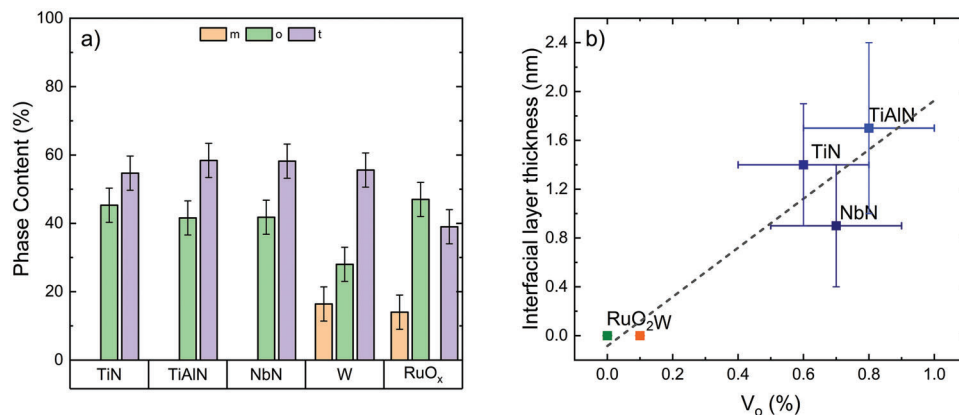 a)
m o t
Phase Content (%)
100
80
60
40
20
0
TiN TiAlN NbN W RuOₓ
b)
Interfacial layer thickness (nm)
2.4
2.0
1.6
1.2
0.8
0.4
0.0
TiAlN
TiN
NbN
RuO₂ W
0.0 0.2 0.4 0.6 0.8 1.0
Vₒ (%)